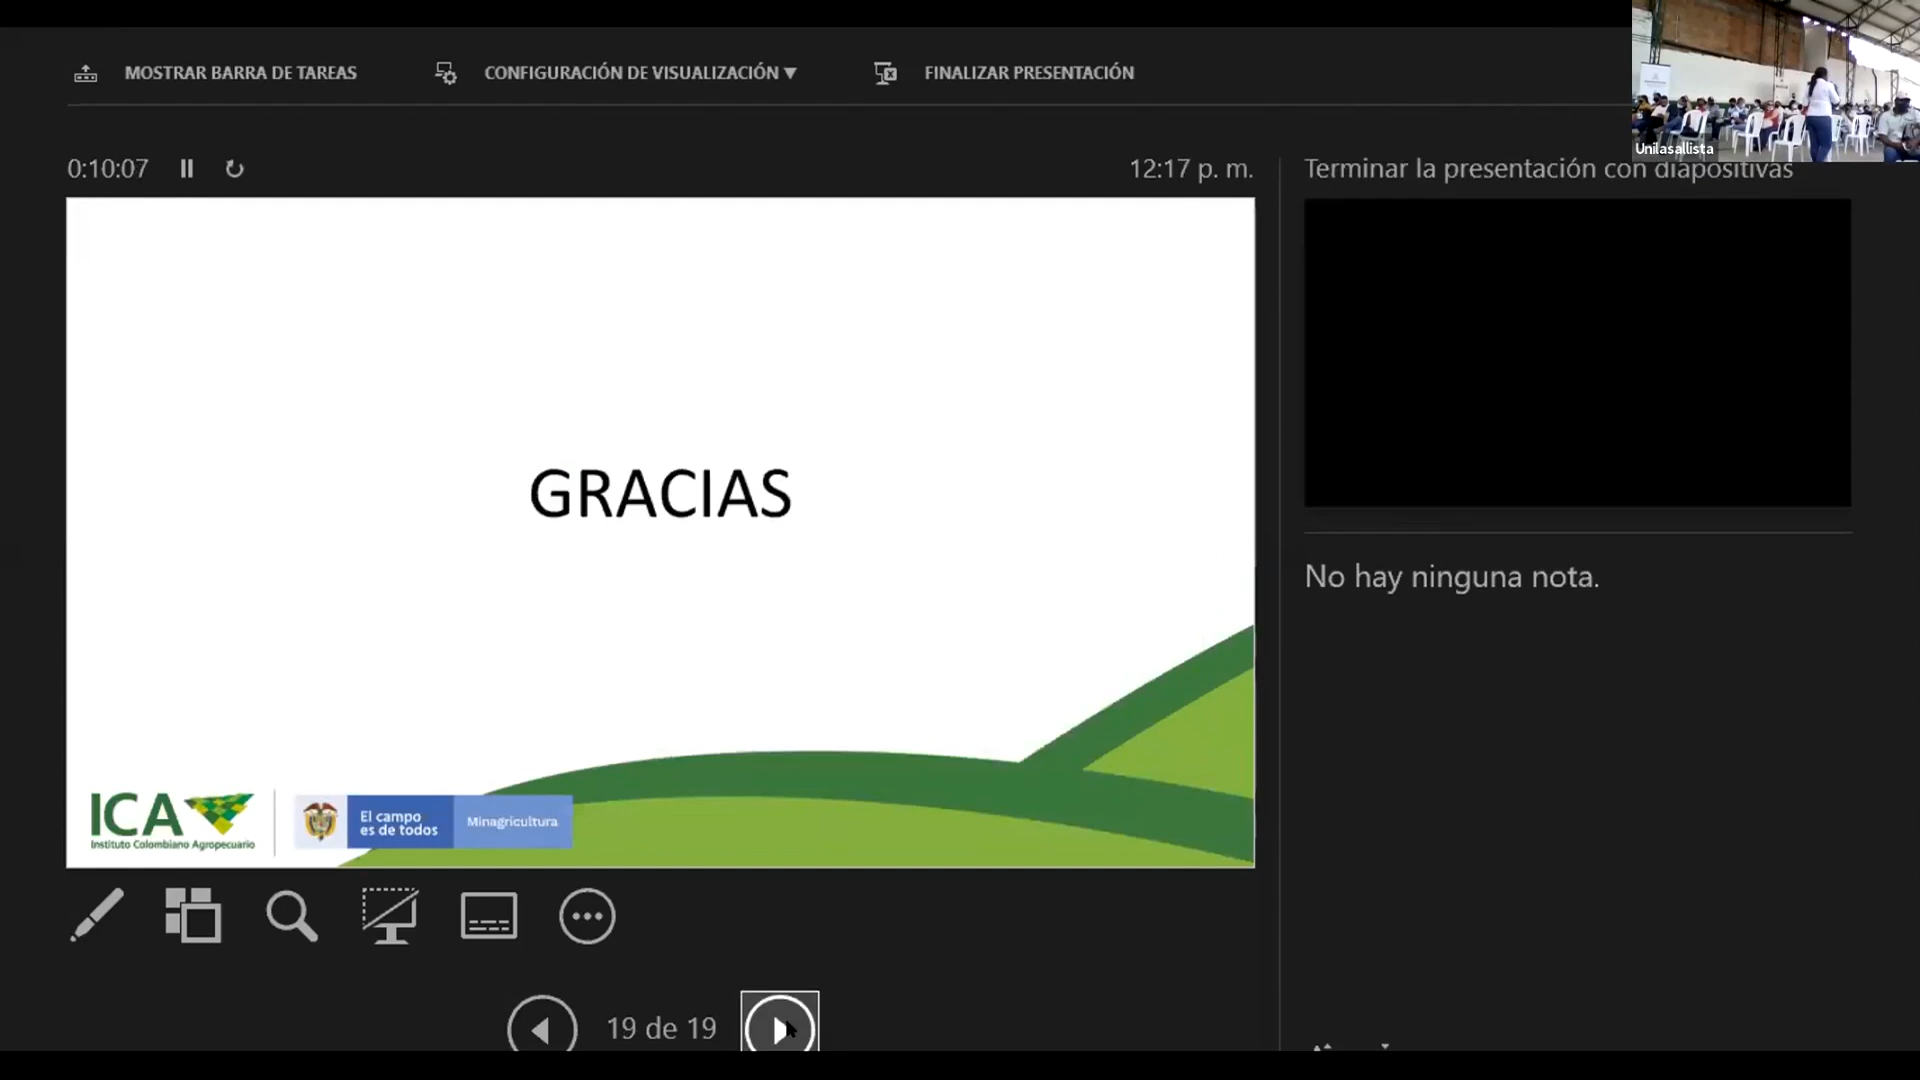 MOSTRAR BARRA DE TAREAS
CONFIGURACIÓN DE VISUALIZACIÓN ▼
FINALIZAR PRESENTACIÓN
Unilasallista
0:10:07
12:17 p. m.
Terminar la presentación con diapositivas
GRACIAS
No hay ninguna nota.
ICA
Instituto Colombiano Agropecuario
El campo
es de todos
Minagricultura
19 de 19